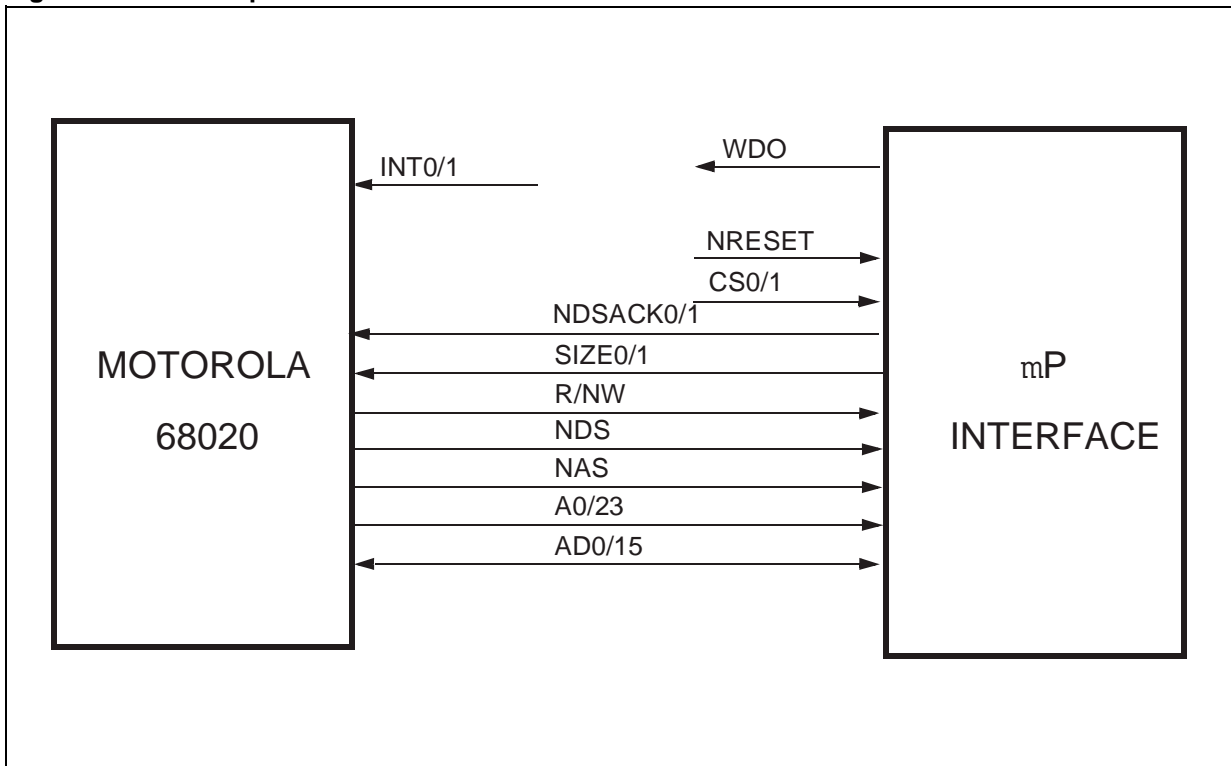 WDO
INT0/1
NRESET
CS0/1
NDSACK0/1
SIZE0/1
MOTOROLA
68020
R/NW
NDS
NAS
A0/23
AD0/15
mP
INTERFACE